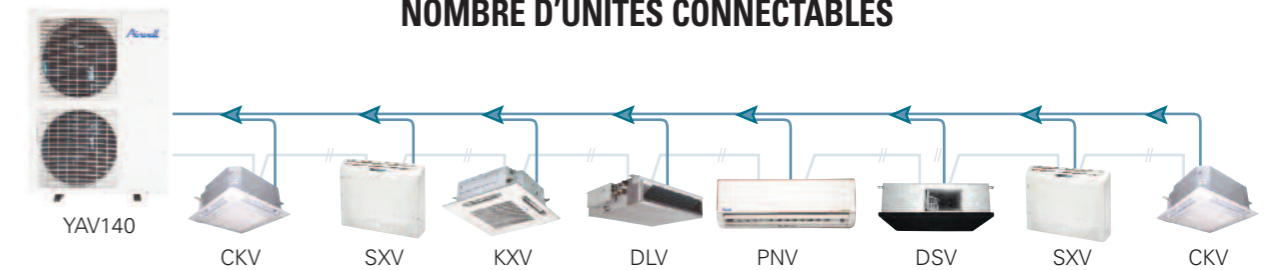 NOMBRE D'UNITES CONNECTABLES
Airwell
YAV140
CKV
SXV
KXV
DLV
PNV
DSV
SXV
CKV